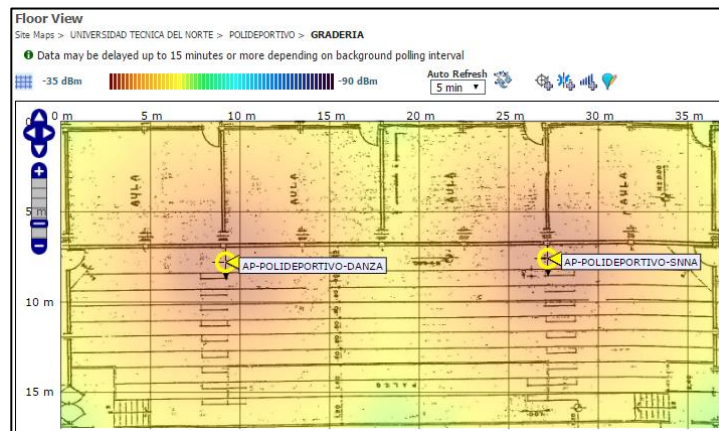 Floor View
Site Maps > UNIVERSIDAD TECNICA DEL NORTE > POLIDEPORTIVO > GRADERIA
Data may be delayed up to 15 minutes or more depending on background polling interval
-35 dBm -90 dBm Auto Refresh
5 min
0 m 5 m 10 m 15 m 20 m 25 m 30 m 35 m
AULA AULA AULA AULA
5 m
AP-POLIDEPORTIVO-DANZA AP-POLIDEPORTIVO-SNNA
10 m
15 m